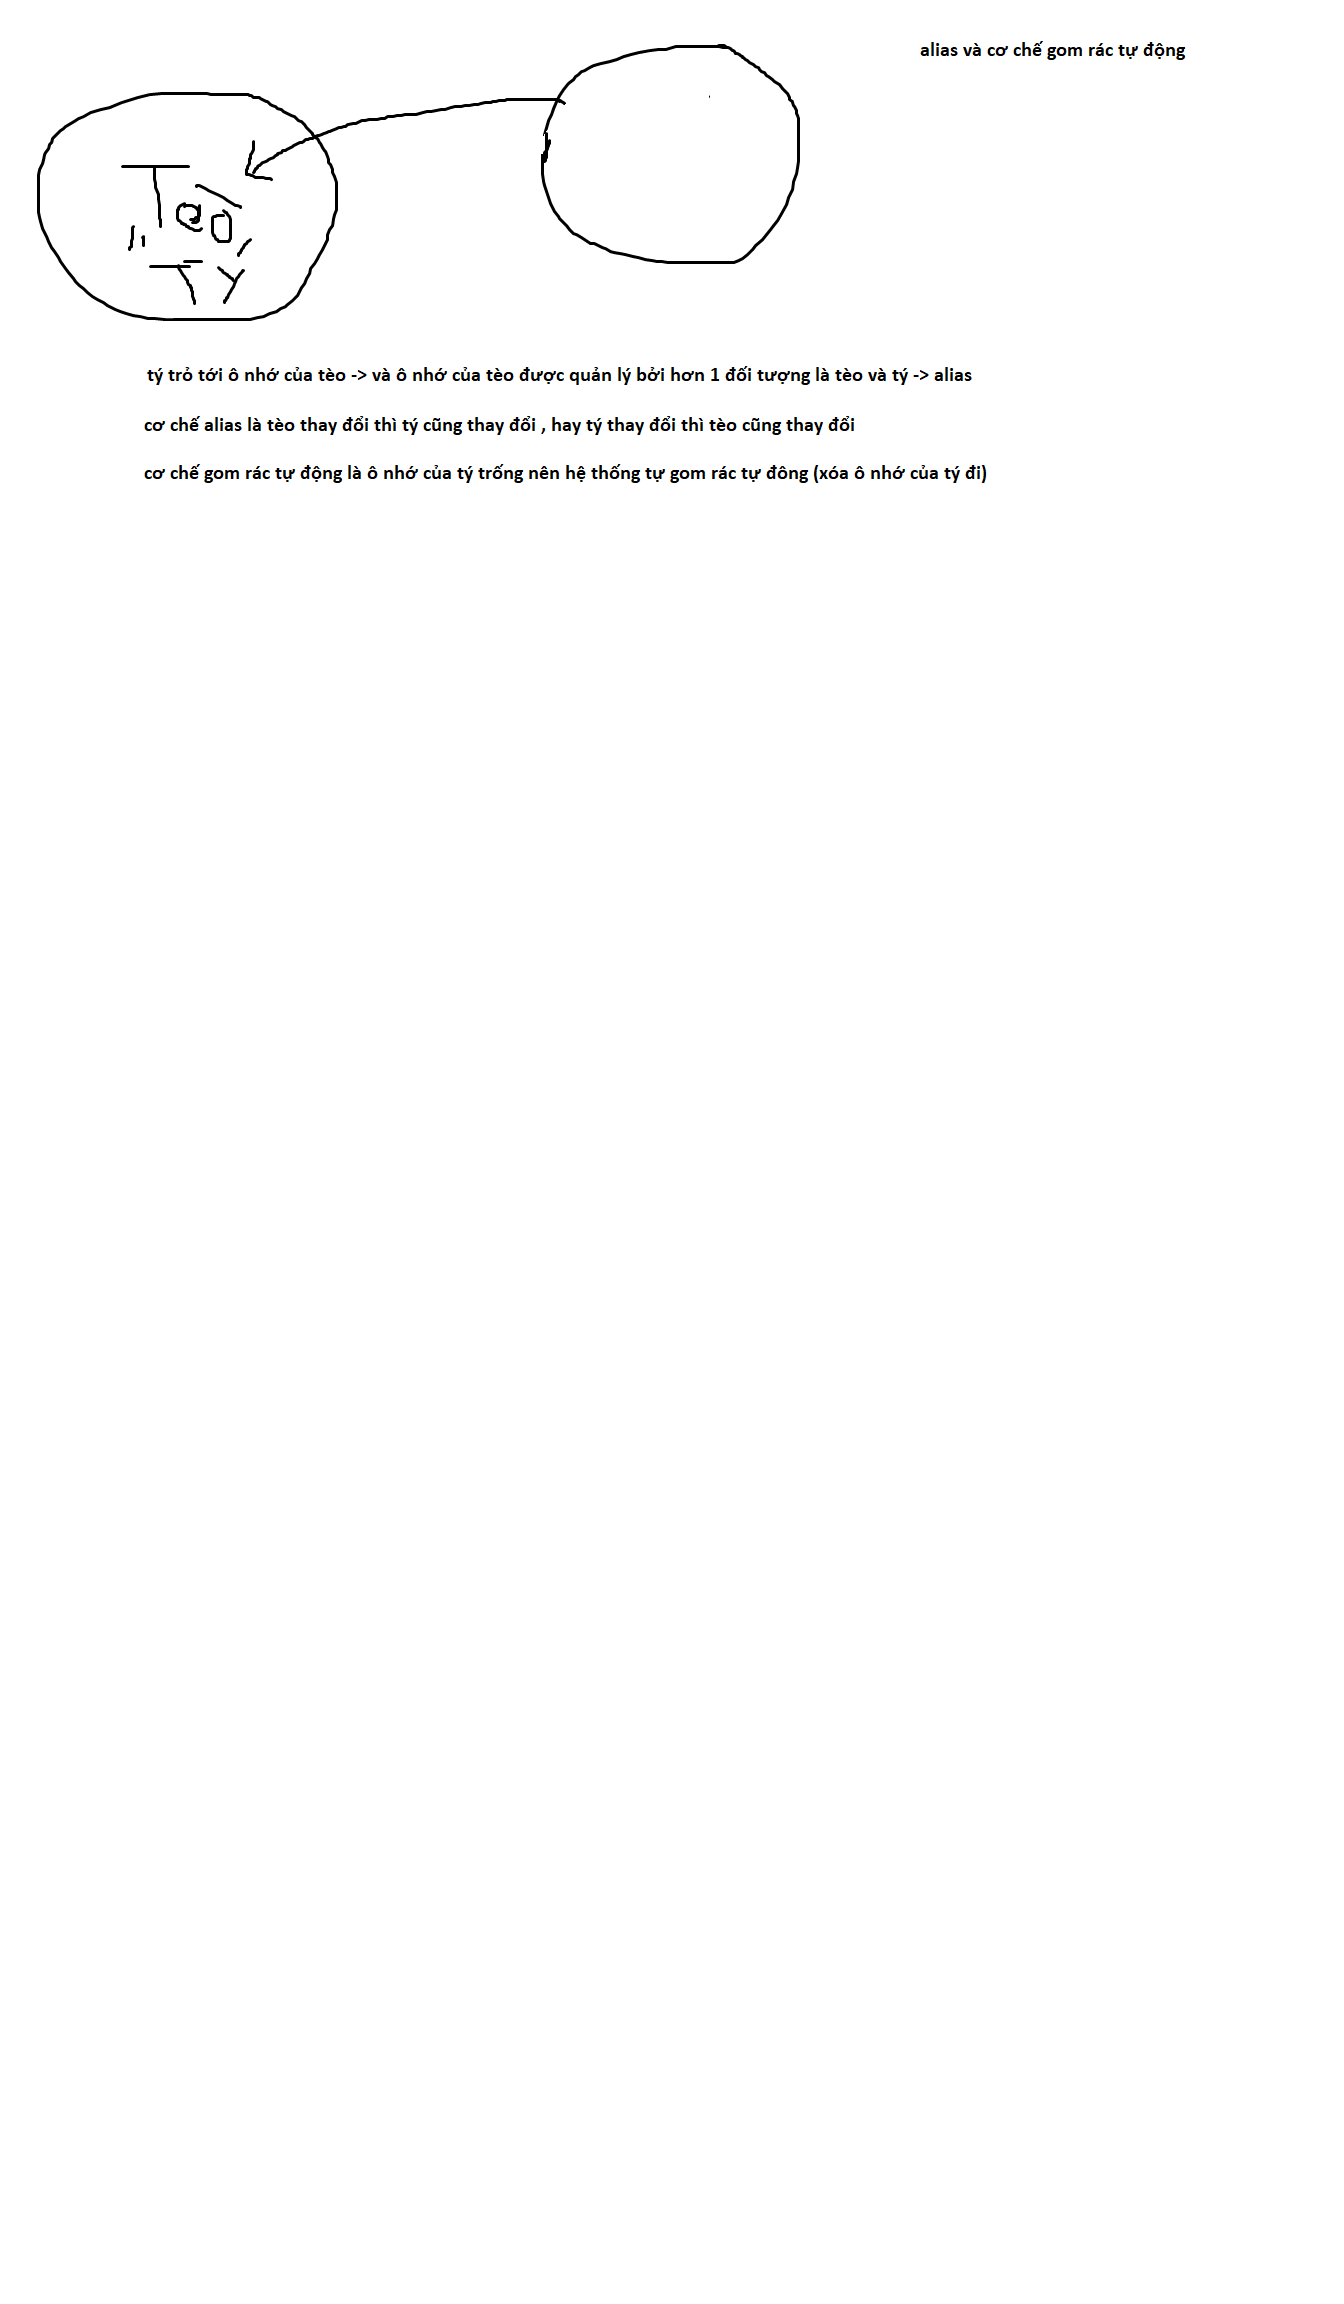 alias và cơ chế gom rác tự động
Tèo
Tý
tý trỏ tới ô nhớ của tèo -> và ô nhớ của tèo được quản lý bởi hơn 1 đối tượng là tèo và tý -> alias
cơ chế alias là tèo thay đổi thì tý cũng thay đổi , hay tý thay đổi thì tèo cũng thay đổi
cơ chế gom rác tự động là ô nhớ của tý trống nên hệ thống tự gom rác tự đông (xóa ô nhớ của tý đi)